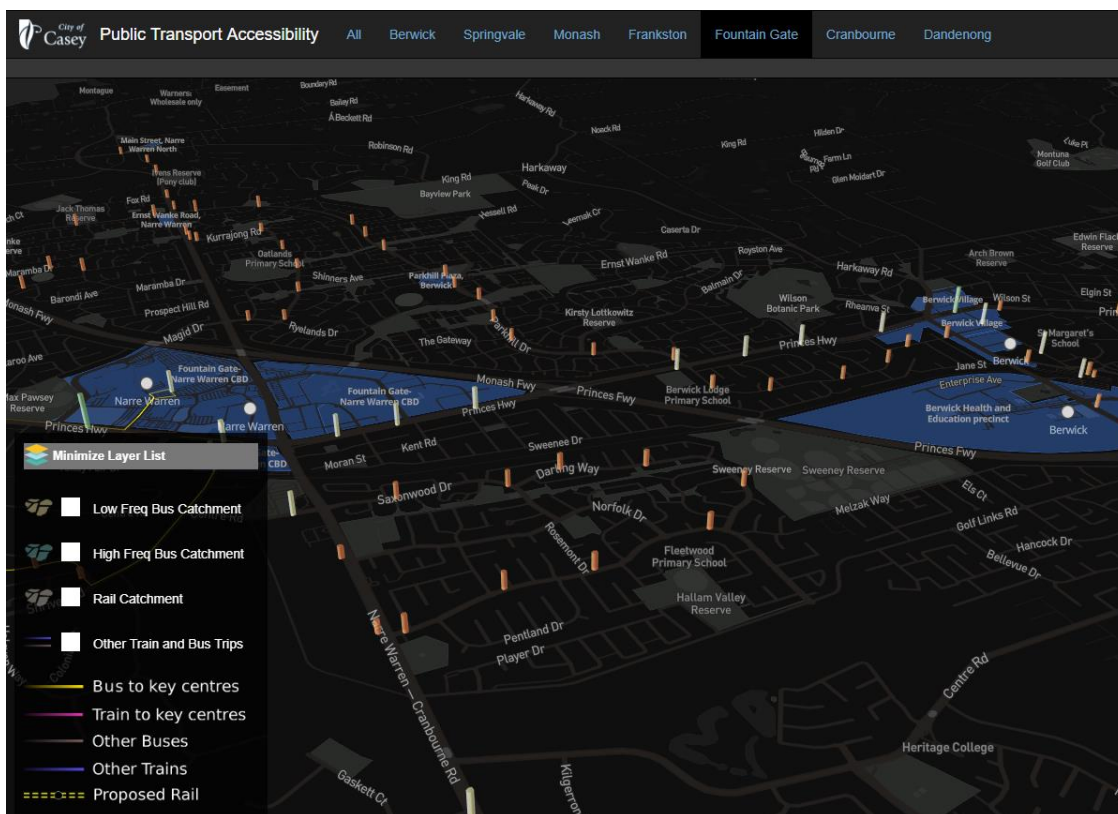 City of
Casey
Public Transport Accessibility
All
Berwick
Springvale
Monash
Frankston
Fountain Gate
Cranbourne
Dandenong
Montague
Warners:
Wholesale only
Easement
Boundary Rd
Bailey Rd
A Beckett Rd
Harkaway Rd
Noack Rd
King Rd
Hilden Dr
Farm Ln
Glen Moidart Dr
Luke Pl
Montuna
Golf Club
Main Street, Narre
Warren North
Robinson Rd
Ivens Reserve
(Pony club)
Harkaway
King Rd
Peak Dr
Bayview Park
Fox Rd
Jack Thomas
Reserve
Ernst Wanke Road,
Narre Warren
Kurrajong Rd
Hessell Rd
Leemak Cr
Caserta Dr
Edwin Flack
Reserve
Oatlands
Primary School
Ernst Wanke Rd
Royston Ave
Arch Brown
Reserve
Maramba Dr
Shinners Ave
Parkhill Plaza,
Berwick
Balmain Dr
Harkaway Rd
Barondi Ave
Maramba Dr
Prospect Hill Rd
Wilson
Botanic Park
Rheanva St
Berwick Village
Wilson St
Elgin St
Monash Fwy
Magid Dr
Ryelands Dr
The Gateway
Parkhill Dr
Kirsty Lottkowitz
Reserve
Princes Hwy
Berwick Village
St Margaret's
School
Berwick
Jane St
Enterprise Ave
Fountain Gate-
Narre Warren CBD
Monash Fwy
Princes Fwy
Berwick Lodge
Primary School
Max Pawsey
Reserve
Narre Warren
Fountain Gate-
Narre Warren CBD
Princes Hwy
Berwick Health and
Education precinct
Berwick
Princes Hwy
Narre Warren
Kent Rd
Sweenee Dr
Princes Fwy
Minimize Layer List
CBD
Moran St
Darling Way
Sweeney Reserve
Sweeney Reserve
Saxonwood Dr
Melzak Way
Els Ct
Low Freq Bus Catchment
Norfolk Dr
Golf Links Rd
Rosemont Dr
Hancock Dr
High Freq Bus Catchment
Fleetwood
Primary School
Bellevue Dr
Rail Catchment
Hallam Valley
Reserve
Pentland Dr
Player Dr
Other Train and Bus Trips
Narre Warren — Cranbourne Rd
Centre Rd
Bus to key centres
Train to key centres
Other Buses
Heritage College
Other Trains
Gaskett Ct
Proposed Rail